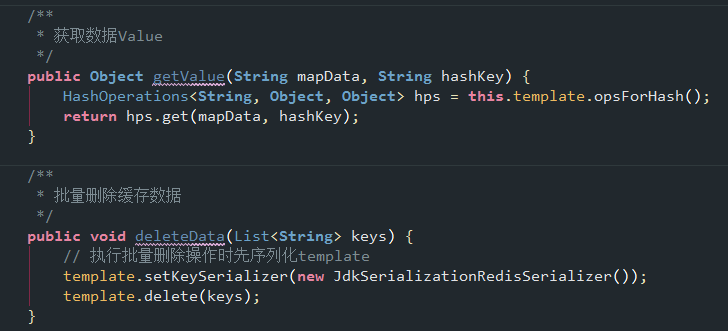 /**
 * 获取数据Value
 */
public Object getValue(String mapData, String hashKey) {
    HashOperations<String, Object, Object> hps = this.template.opsForHash();
    return hps.get(mapData, hashKey);
}
/**
 * 批量删除缓存数据
 */
public void deleteData(List<String> keys) {
    // 执行批量删除操作时先序列化template
    template.setKeySerializer(new JdkSerializationRedisSerializer());
    template.delete(keys);
}